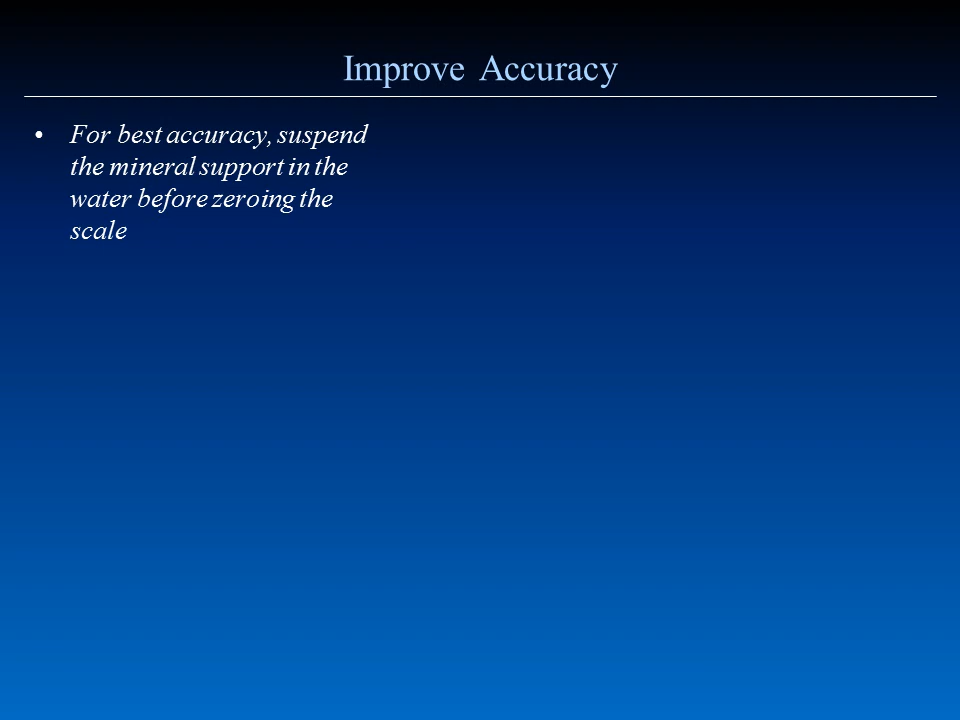 Improve Accuracy
• For best accuracy, suspend
the mineral support in the
water before zeroing the
scale